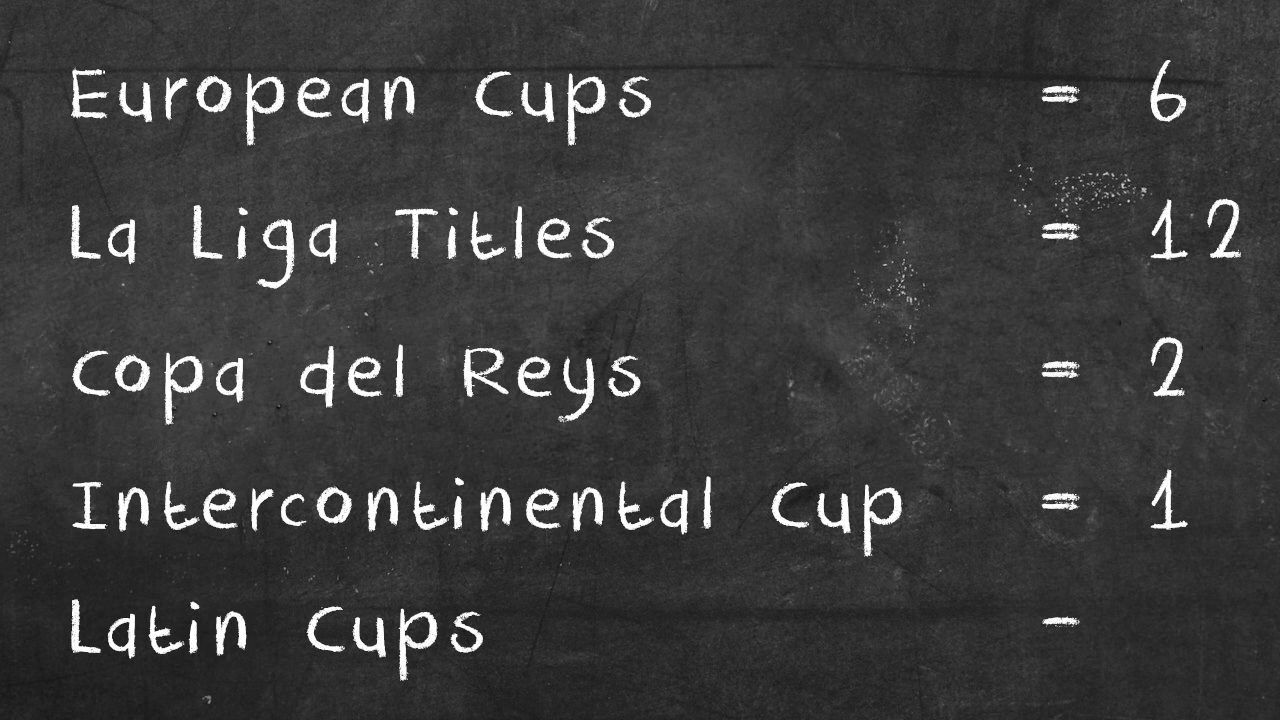 European Cups = 6
La Liga Titles = 12
Copa del Reys = 2
Intercontinental Cup = 1
Latin Cups -